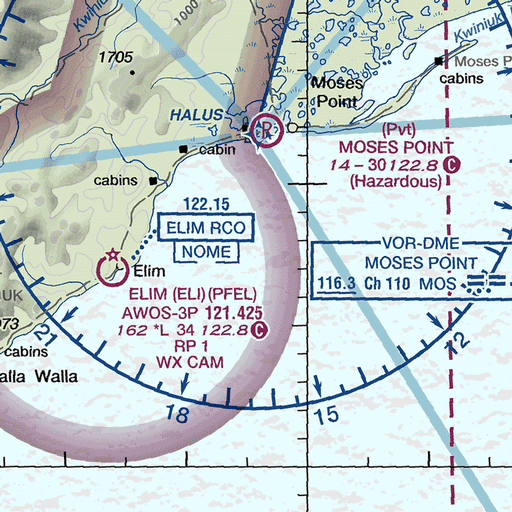 Kwiniuk
1000
1705
Kwiniuk
Moses P
cabins
HALUS
Moses
Point
R
cabin
(Pvt)
MOSES POINT
14 - 30 122.8 C
(Hazardous)
cabins
122.15
ELIM RCO
NOME
VOR-DME
MOSES POINT
116.3 Ch 110 MOS
Elim
ELIM (ELI) (PFEL)
AWOS-3P 121.425
162 *L 34 122.8 C
RP 1
WX CAM
UK
973
21
12
cabins
alla Walla
18
15